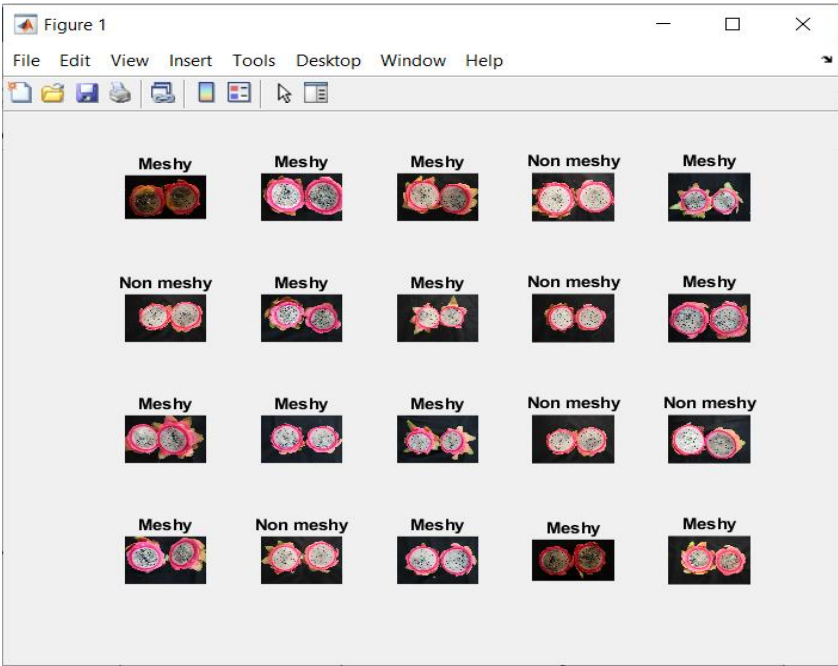 Figure 1
File Edit View Insert Tools Desktop Window Help
Meshy Meshy Meshy Non meshy Meshy
Non meshy Meshy Meshy Non meshy Meshy
Meshy Meshy Meshy Non meshy Non meshy
Meshy Non meshy Meshy Meshy Meshy